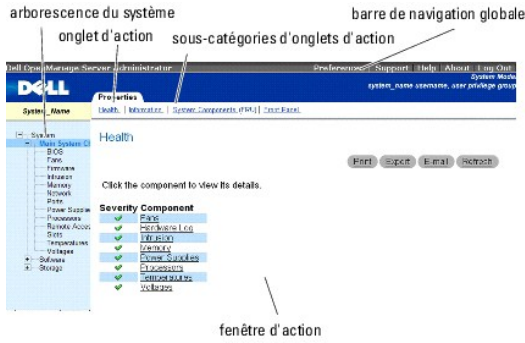 arborescence du système
barre de navigation globale
onglet d'action
sous-catégories d'onglets d'action
Dell OpenManage Server Administrator
Preferences | Support | Help | About | Log Out
System Model
DELL
system_name username, user privilege group
Properties
System_Name
Health | Information | System Components (FRU) | Front Panel
System
Main System Ch
BIOS
Fans
Firmware
Intrusion
Memory
Network
Ports
Power Supplie
Processors
Remote Acces
Slots
Temperatures
Voltages
Software
Storage
Health
Print Export E-mail Refresh
Click the component to view its details.
Severity Component
Fans
Hardware Log
Intrusion
Memory
Power Supplies
Processors
Temperatures
Voltages
fenêtre d'action